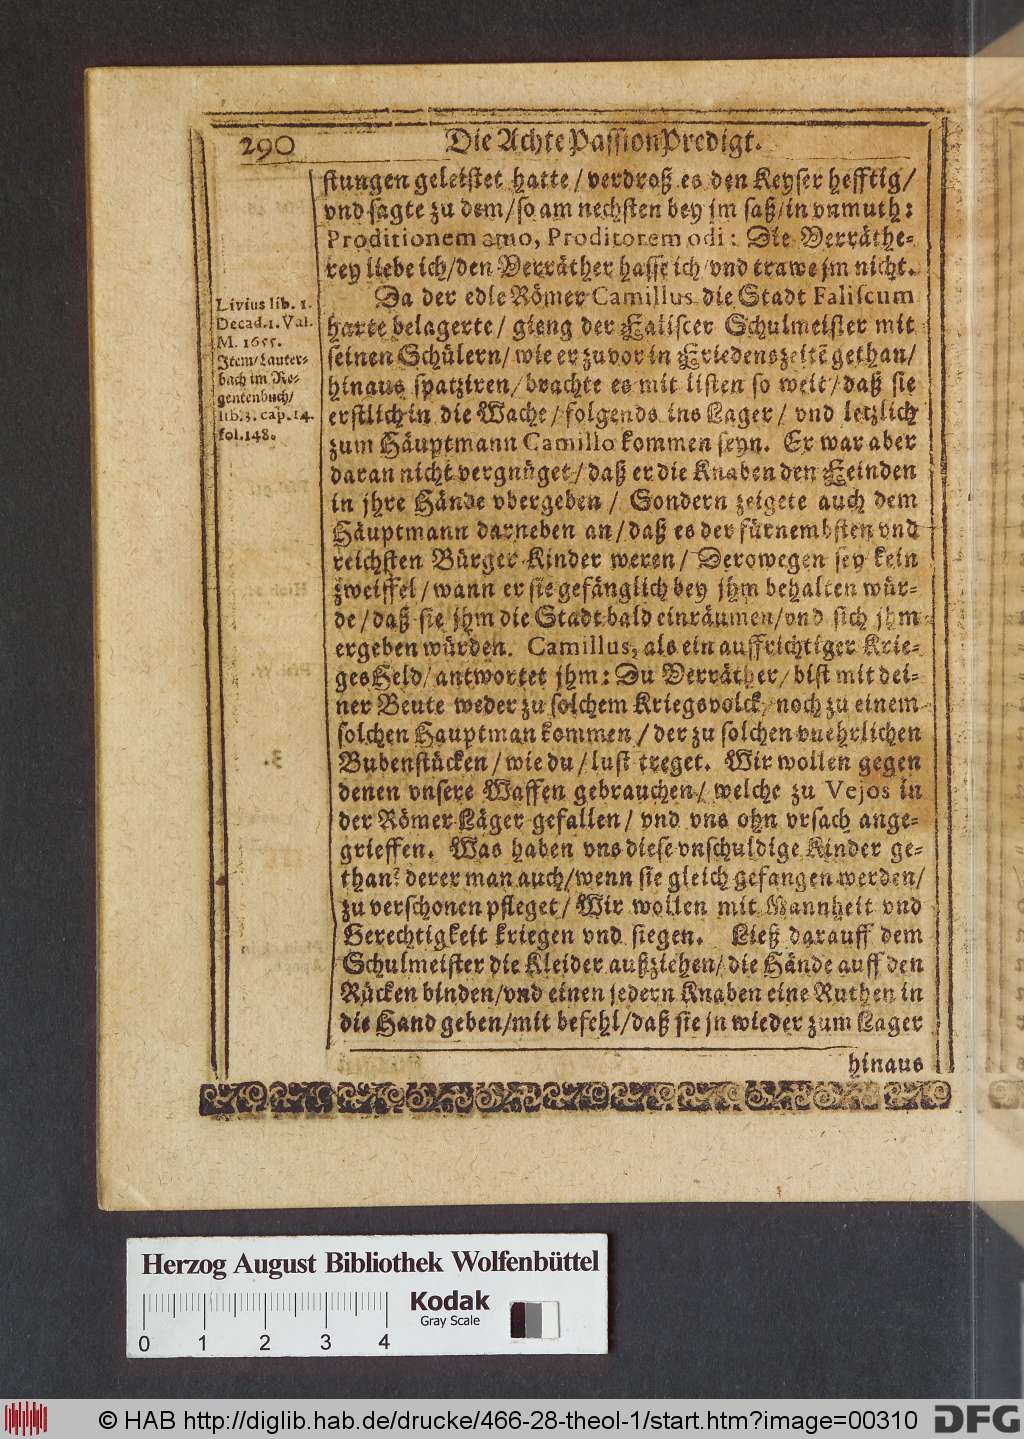 290 Die Achte PassionPredigt.
stungen geleistet hatte / verdroß es den Keyser hefftig /
vnd sagte zu dem / so am nechsten bey jm saß / in vnmuth:
Proditionem amo, Proditorem odi: Die Verräthe-
rey liebe ich / den Verräther hasse ich / vnd trawe jm nicht.
Da der edle Römer Camillus die Stadt Faliscum
harte belagerte / gieng der Faliscer Schulmeister mit
seinen Schülern / wie er zuvor in Friedenszeitē gethan /
hinaus spatziren / brachte es mit listen so weit / daß sie
erstlich in die Wache / folgends ins Lager / vnd letzlich
zum Häuptmann Camillo kommen seyn. Er war aber
daran nicht vergnüget / daß er die Knaben den Feinden
in jhre Hände vbergeben / Sondern zeigete auch dem
Häuptmann darneben an / daß es der fürnembsten vnd
reichsten Bürger Kinder weren / Derowegen sey kein
zweiffel / wann er sie gefänglich bey jhm behalten wür-
de / daß sie jhm die Stadt bald einräumen / vnd sich jhm
ergeben würden. Camillus, als ein auffrichtiger Krie-
gesHeld / antwortet jhm: Du Verräther / bist mit dei-
ner Beute weder zu solchem Kriegsvolck / noch zu einem
solchen Hauptman kommen / der zu solchen vnehrlichen
Bubenstücken / wie du / lust treget. Wir wollen gegen
denen vnsere Waffen gebrauchen / welche zu Vejos in
der Römer Läger gefallen / vnd vns ohn vrsach ange-
grieffen. Was haben vns diese vnschuldige Kinder ge-
than? derer man auch / wenn sie gleich gefangen werden /
zu verschonen pfleget / Wir wollen mit Mannheit vnd
Gerechtigkeit kriegen vnd siegen. Ließ darauff dem
Schulmeister die Kleider außziehen / die Hände auff den
Rücken binden / vnd einen jedern Knaben eine Ruthen in
die Hand geben / mit befehl / daß sie jn wieder zum Lager
hinaus
Livius lib. 1.
Decad. 1. Val.
M. 1655.
Item / Lauter-
bach im Re-
gentenbuch /
lib. 3. cap. 14.
fol. 148.
Herzog August Bibliothek Wolfenbüttel
Kodak
Gray Scale
0 1 2 3 4
© HAB http://diglib.hab.de/drucke/466-28-theol-1/start.htm?image=00310
DFG